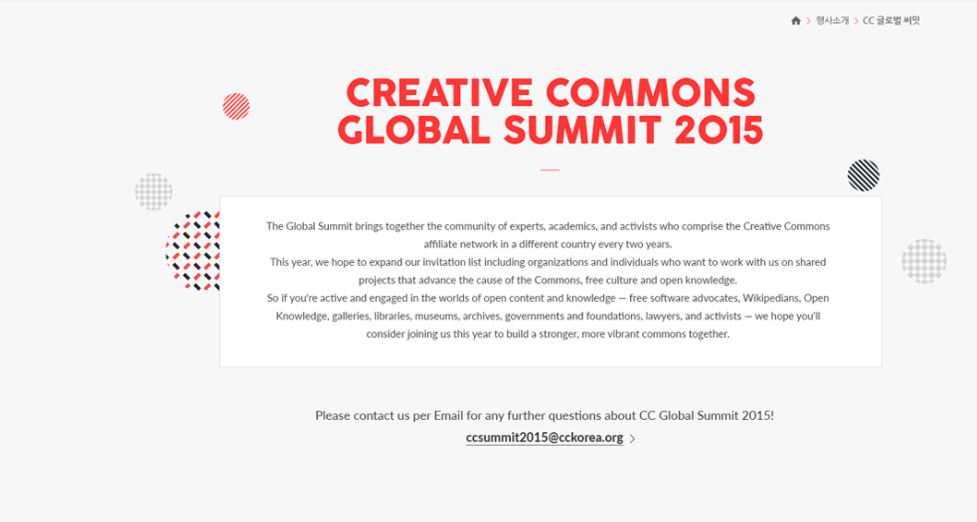 행사소개 > CC 글로벌 써밋
CREATIVE COMMONS
GLOBAL SUMMIT 2015
The Global Summit brings together the community of experts, academics, and activists who comprise the Creative Commons
affiliate network in a different country every two years.
This year, we hope to expand our invitation list including organizations and individuals who want to work with us on shared
projects that advance the cause of the Commons, free culture and open knowledge.
So if you're active and engaged in the worlds of open content and knowledge — free software advocates, Wikipedians, Open
Knowledge, galleries, libraries, museums, archives, governments and foundations, lawyers, and activists — we hope you'll
consider joining us this year to build a stronger, more vibrant commons together.
Please contact us per Email for any further questions about CC Global Summit 2015!
ccsummit2015@cckorea.org >